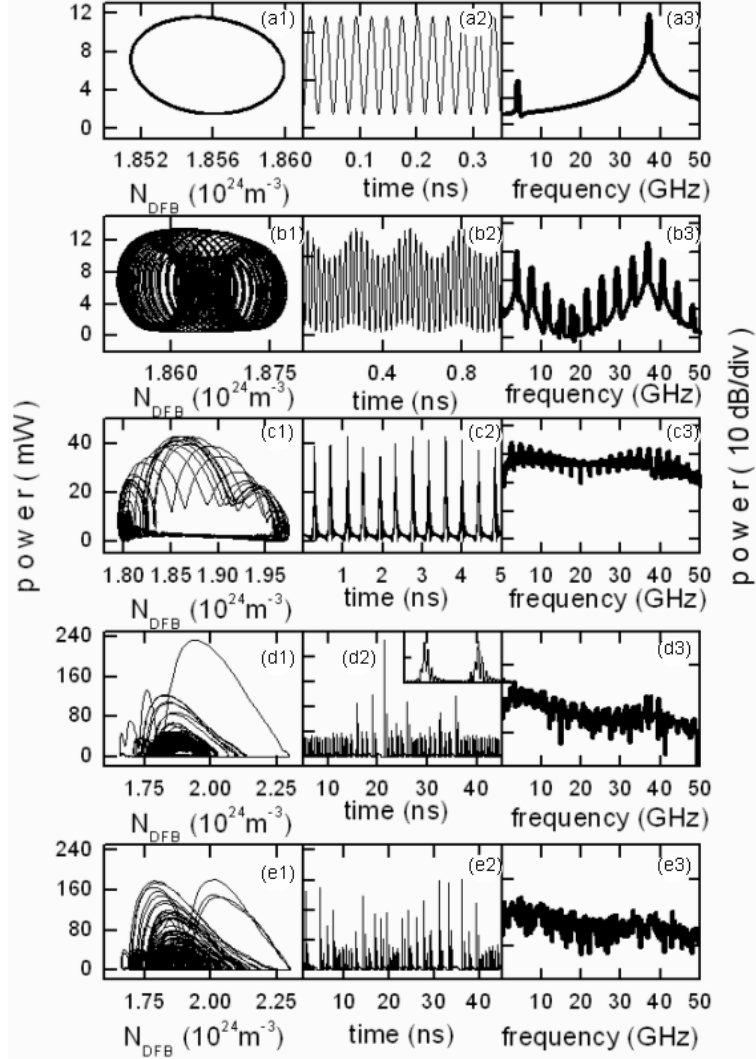 12 (a1) (a2) (a3)
8
4
0
1.852 1.856 1.860 0.0 0.1 0.2 0.3 10 20 30 40 50
N_DFB (10^24 m^-3) time (ns) frequency (GHz)
12 (b1) (b2) (b3)
8
4
0
1.860 1.875 0.4 0.8 10 20 30 40 50
N_DFB (10^24 m^-3) time (ns) frequency (GHz)
40 (c1) (c2) (c3)
20
0
1.80 1.85 1.90 1.95 1 2 3 4 5 10 20 30 40 50
N_DFB (10^24 m^-3) time (ns) frequency (GHz)
240 (d1) (d2) (d3)
160
80
0
1.75 2.00 2.25 10 20 30 40 10 20 30 40 50
N_DFB (10^24 m^-3) time (ns) frequency (GHz)
240 (e1) (e2) (e3)
160
80
0
1.75 2.00 2.25 10 20 30 40 10 20 30 40 50
N_DFB (10^24 m^-3) time (ns) frequency (GHz)
power (mW)
power (10 dB/div)